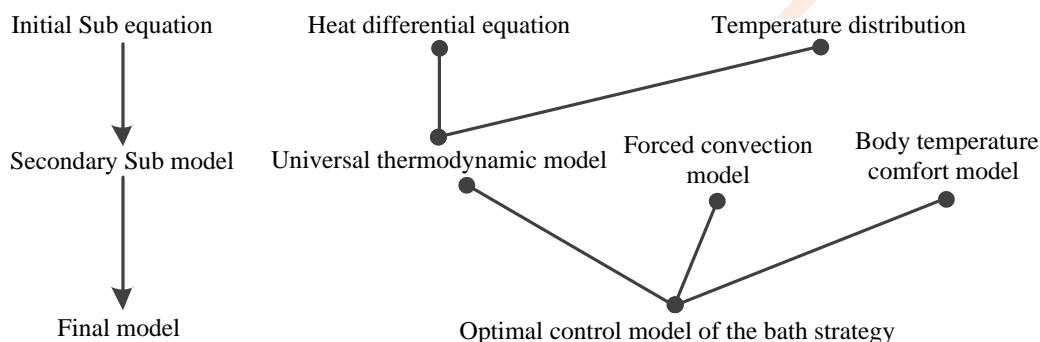 Initial Sub equation
Heat differential equation
Temperature distribution
Secondary Sub model
Universal thermodynamic model
Forced convection
model
Body temperature
comfort model
Final model
Optimal control model of the bath strategy